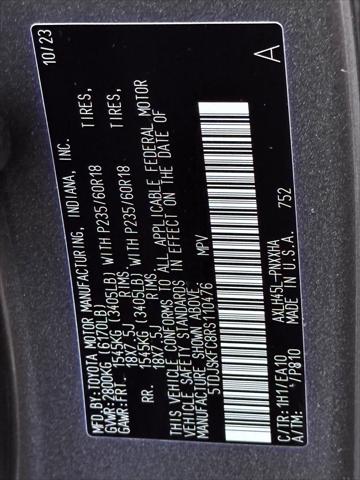 MFD.BY:TOYOTA MOTOR MANUFACTURING, INDIANA, INC. 10/23
GVWR:2800KG (6170LB)
GAWR:FRT. 1545KG (3405LB) WITH P235/60R18 TIRES,
18X7.5J RIMS.
RR. 1545KG (3405LB) WITH P235/60R18 TIRES,
18X7.5J RIMS.
THIS VEHICLE CONFORMS TO ALL APPLICABLE FEDERAL MOTOR
VEHICLE SAFETY STANDARDS IN EFFECT ON THE DATE OF
MANUFACTURE SHOWN ABOVE.
5TDJSKFC8RS110476 MPV
A
752
C/TR:1H1 /EA10 AXUH45L-PNXXHA
A/TM: /P810 MADE IN U.S.A.